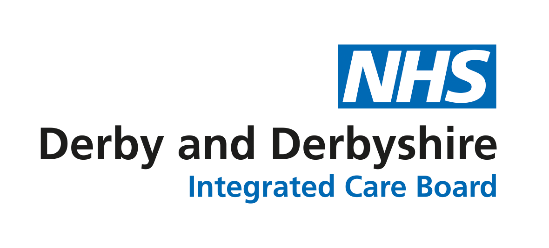 NHS
Derby and Derbyshire
Integrated Care Board